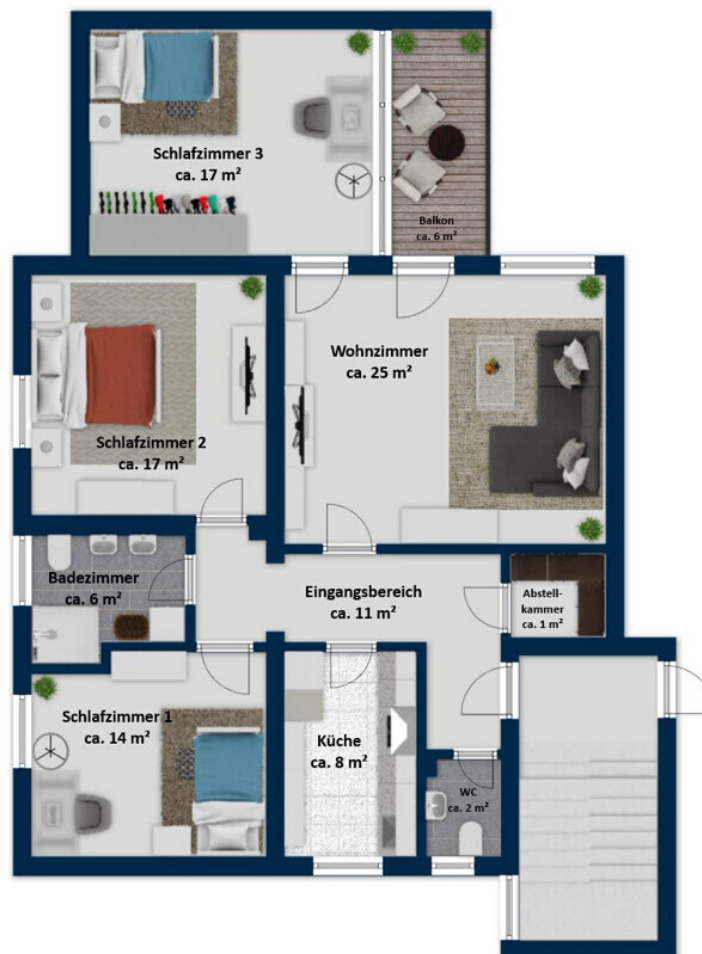 Schlafzimmer 3
ca. 17 m²
Balkon
ca. 6 m²
Wohnzimmer
ca. 25 m²
Schlafzimmer 2
ca. 17 m²
Badezimmer
ca. 6 m²
Eingangsbereich
ca. 11 m²
Abstell-
kammer
ca. 1 m²
Schlafzimmer 1
ca. 14 m²
Küche
ca. 8 m²
WC
ca. 2 m²